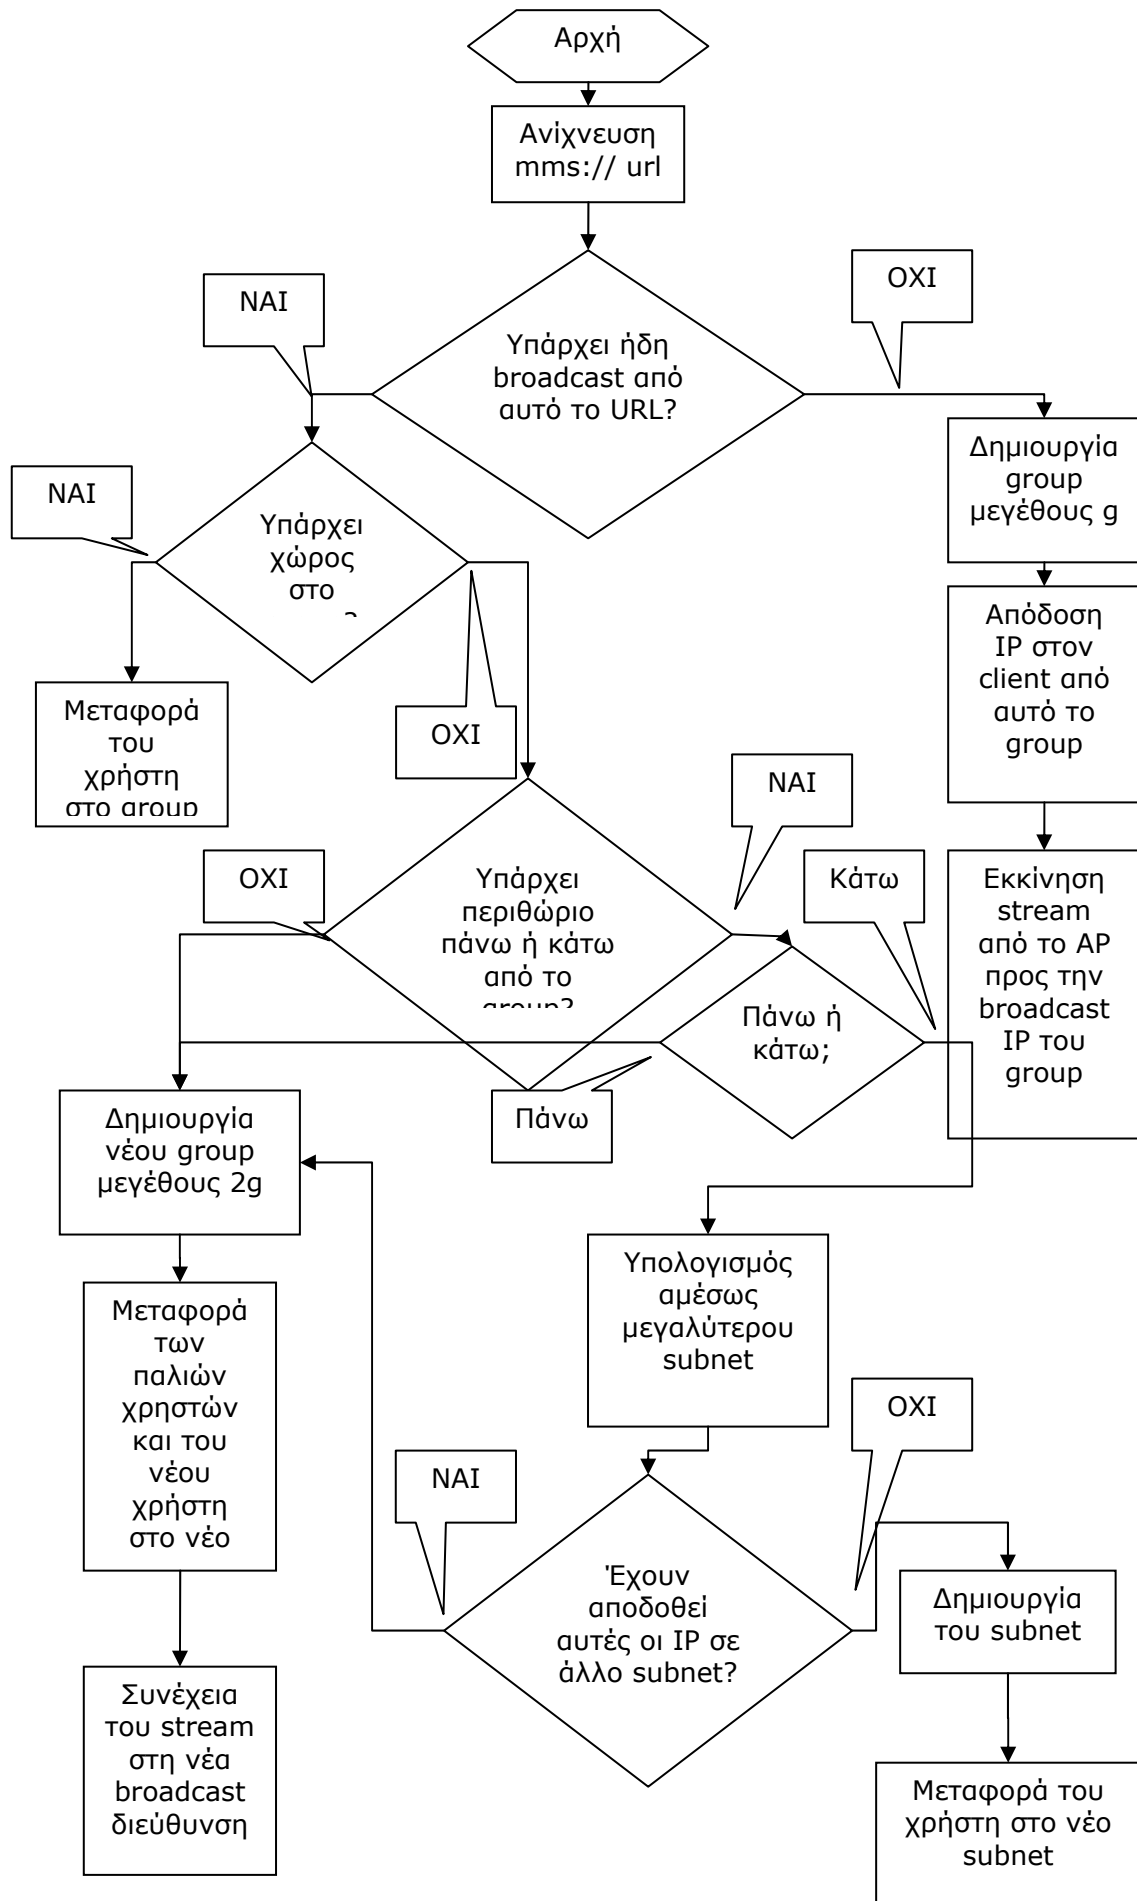 Αρχή
Ανίχνευση
mms:// url
ΝΑΙ
ΟΧΙ
Υπάρχει ήδη
broadcast από
αυτό το URL?
Δημιουργία
group
μεγέθους g
ΝΑΙ
Υπάρχει
χώρος
στο
Απόδοση
IP στον
client από
αυτό το
group
Μεταφορά
του
χρήστη
στο group
ΟΧΙ
ΝΑΙ
ΟΧΙ
Υπάρχει
περιθώριο
πάνω ή κάτω
από το
group?
Κάτω
Εκκίνηση
stream
από το AP
προς την
broadcast
IP του
group
Πάνω ή
κάτω;
Πάνω
Δημιουργία
νέου group
μεγέθους 2g
Υπολογισμός
αμέσως
μεγαλύτερου
subnet
Μεταφορά
των
παλιών
χρηστών
και του
νέου
χρήστη
στο νέο
ΟΧΙ
ΝΑΙ
Έχουν
αποδοθεί
αυτές οι IP σε
άλλο subnet?
Δημιουργία
του subnet
Συνέχεια
του stream
στη νέα
broadcast
διεύθυνση
Μεταφορά του
χρήστη στο νέο
subnet